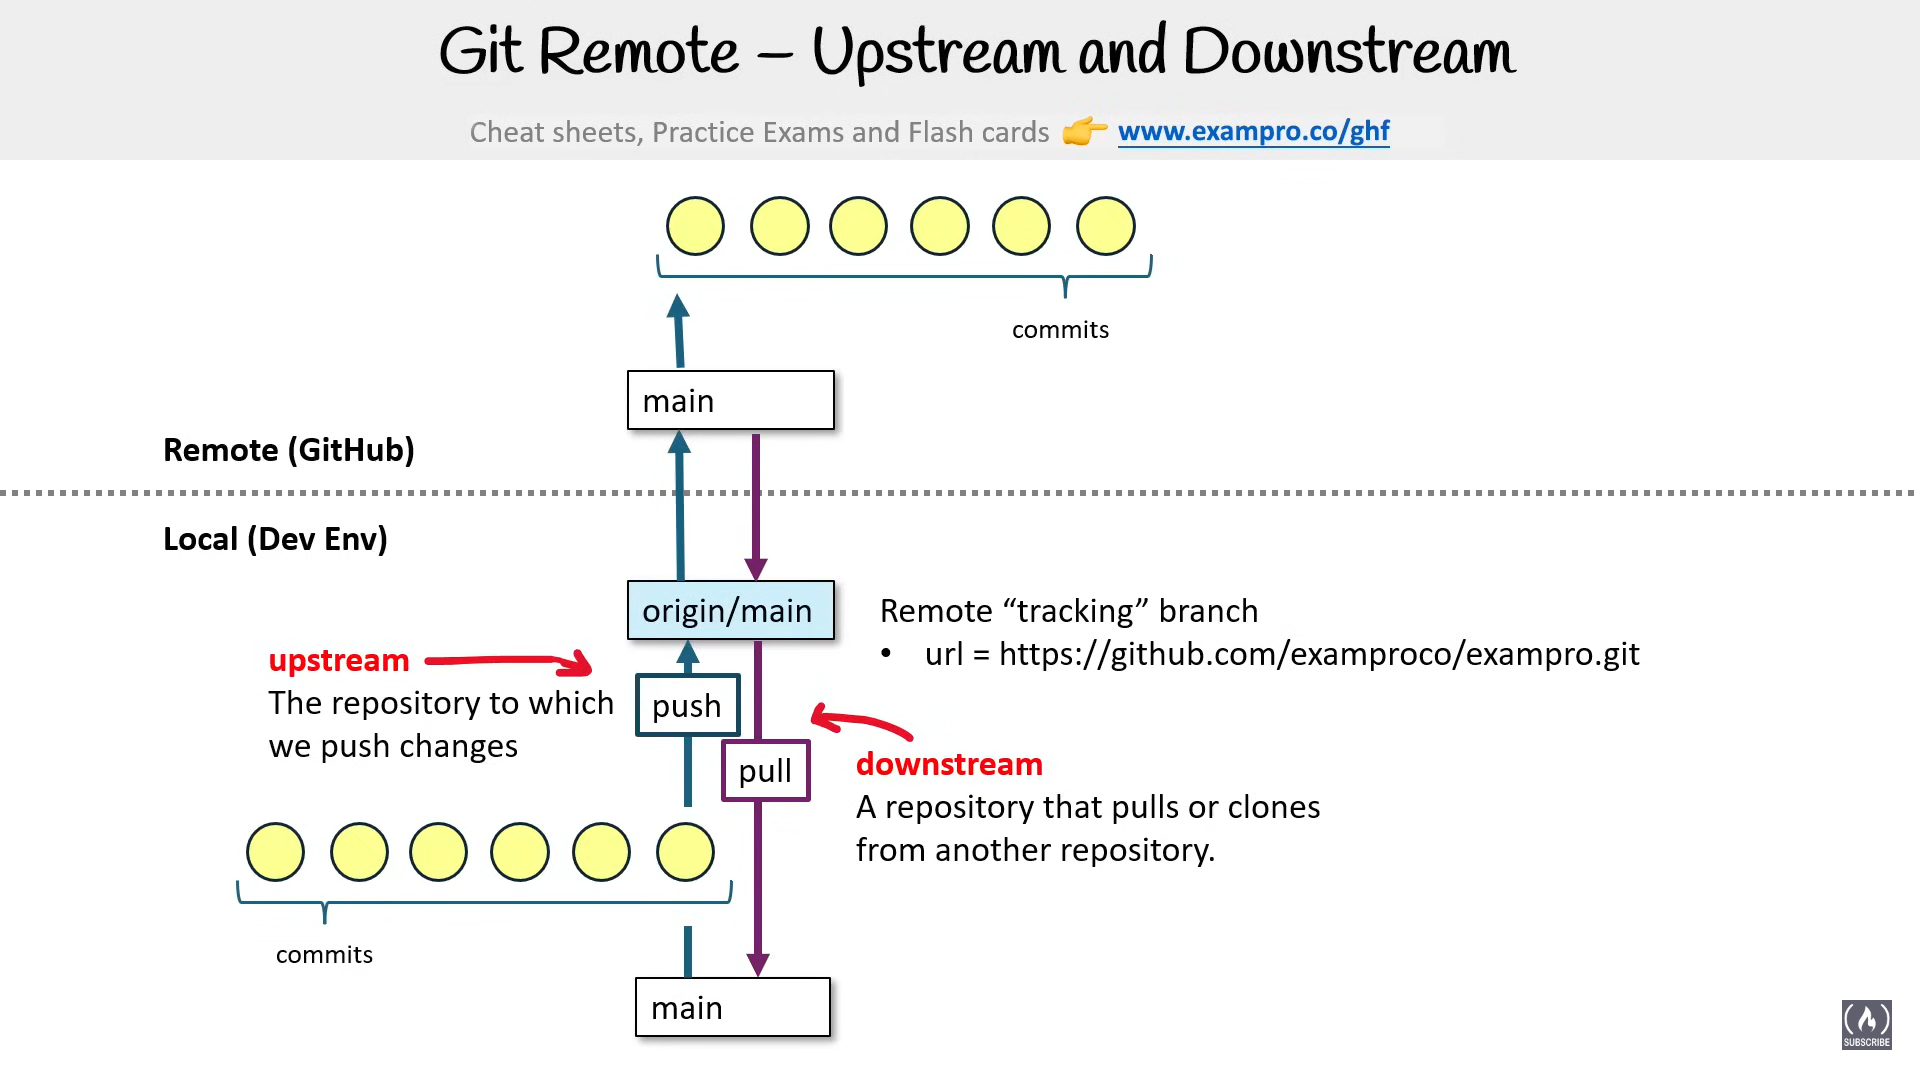 Git Remote – Upstream and Downstream
Cheat sheets, Practice Exams and Flash cards 👉 www.exampro.co/ghf
commits
main
Remote (GitHub)
Local (Dev Env)
origin/main
Remote “tracking” branch
• url = https://github.com/examproco/exampro.git
upstream
The repository to which
we push changes
push
pull
downstream
A repository that pulls or clones
from another repository.
commits
main
SUBSCRIBE